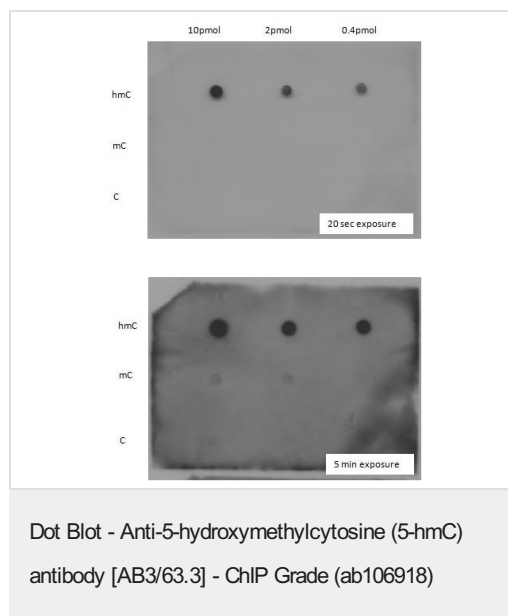 10pmol 2pmol 0.4pmol
hmC
mC
C
20 sec exposure
hmC
mC
C
5 min exposure
Dot Blot - Anti-5-hydroxymethylcytosine (5-hmC)
antibody [AB3/63.3] - ChIP Grade (ab106918)